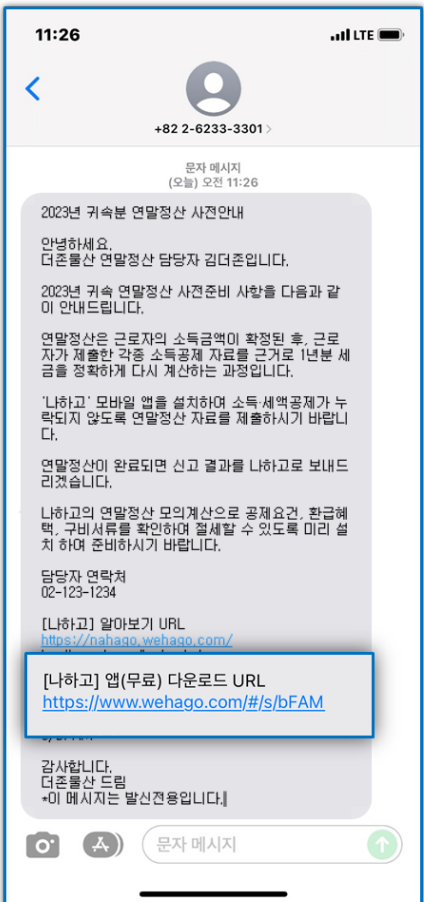 11:26
LTE
+82 2-6233-3301
문자 메시지
(오늘) 오전 11:26
2023년 귀속분 연말정산 사전안내
안녕하세요.
더존물산 연말정산 담당자 김더존입니다.
2023년 귀속 연말정산 사전준비 사항을 다음과 같
이 안내드립니다.
연말정산은 근로자의 소득금액이 확정된 후, 근로
자가 제출한 각종 소득공제 자료를 근거로 1년분 세
금을 정확하게 다시 계산하는 과정입니다.
'나하고' 모바일 앱을 설치하여 소득·세액공제가 누
락되지 않도록 연말정산 자료를 제출하시기 바랍니
다.
연말정산이 완료되면 신고 결과를 나하고로 보내드
리겠습니다.
나하고의 연말정산 모의계산으로 공제요건, 환급혜
택, 구비서류를 확인하며 절세할 수 있도록 미리 설
치 하여 준비하시기 바랍니다.
담당자 연락처
02-123-1234
[나하고] 알아보기 URL
https://nahago.wehago.com/
[나하고] 앱(무료) 다운로드 URL
https://www.wehago.com/#/s/bFAM
감사합니다.
더존물산 드림
*이 메시지는 발신전용입니다.
문자 메시지